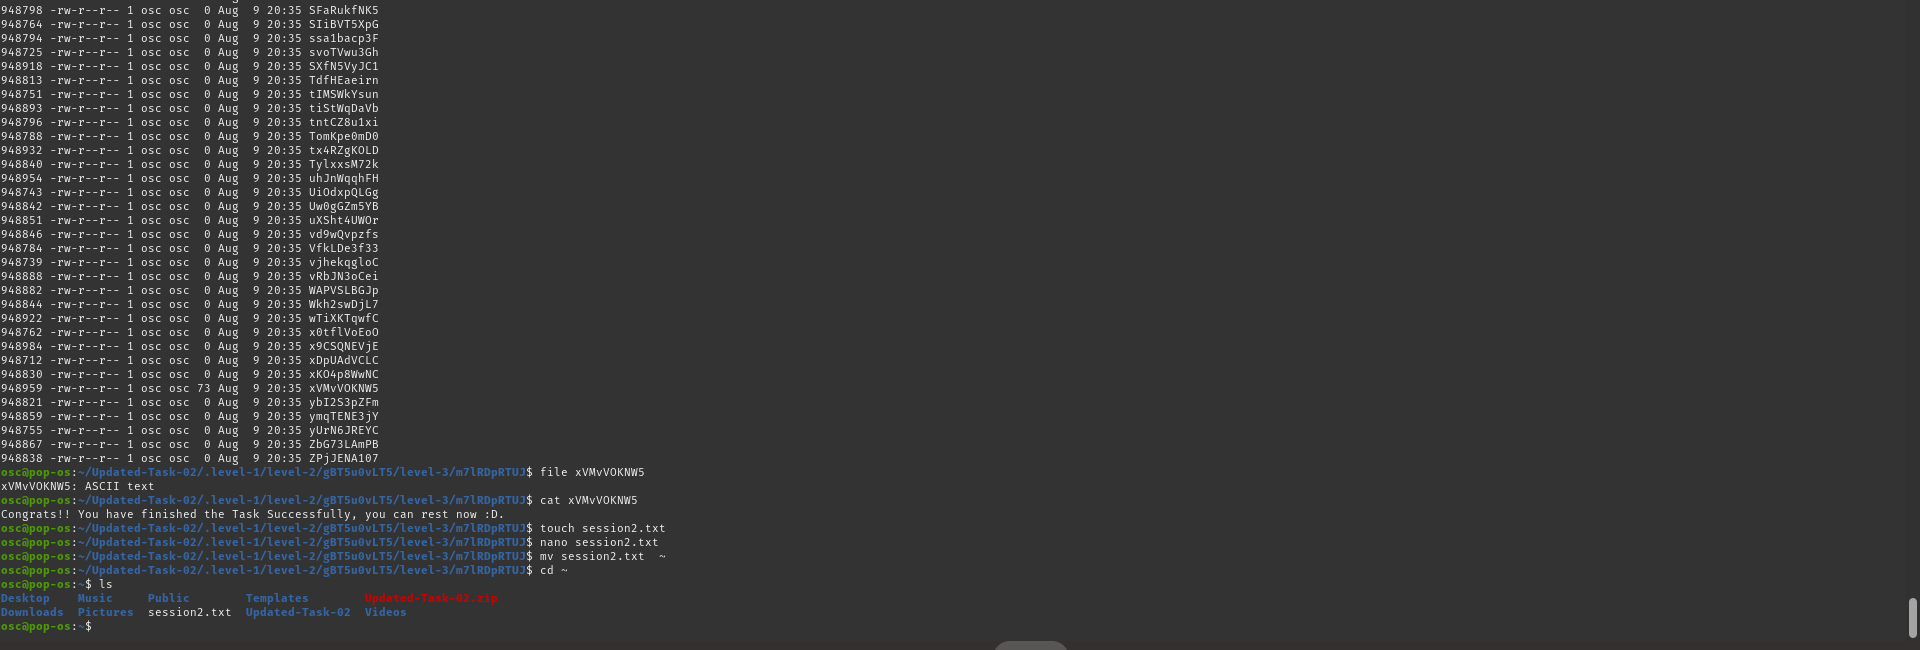 948798 -rw-r--r-- 1 osc osc  0 Aug  9 20:35 SFaRukfNK5
948764 -rw-r--r-- 1 osc osc  0 Aug  9 20:35 SIiBVT5XpG
948794 -rw-r--r-- 1 osc osc  0 Aug  9 20:35 ssa1bacp3F
948725 -rw-r--r-- 1 osc osc  0 Aug  9 20:35 svoTVwu3Gh
948918 -rw-r--r-- 1 osc osc  0 Aug  9 20:35 SXfN5VyJC1
948813 -rw-r--r-- 1 osc osc  0 Aug  9 20:35 TdfHEaeirn
948751 -rw-r--r-- 1 osc osc  0 Aug  9 20:35 tIMSWkYsun
948893 -rw-r--r-- 1 osc osc  0 Aug  9 20:35 tiStWqDaVb
948796 -rw-r--r-- 1 osc osc  0 Aug  9 20:35 tntCZ8u1xi
948788 -rw-r--r-- 1 osc osc  0 Aug  9 20:35 TomKpe0mD0
948932 -rw-r--r-- 1 osc osc  0 Aug  9 20:35 tx4RZgKOLD
948840 -rw-r--r-- 1 osc osc  0 Aug  9 20:35 TylxxsM72k
948954 -rw-r--r-- 1 osc osc  0 Aug  9 20:35 uhJnWqqhFH
948743 -rw-r--r-- 1 osc osc  0 Aug  9 20:35 UiOdxpQLGg
948842 -rw-r--r-- 1 osc osc  0 Aug  9 20:35 Uw0gGZm5YB
948851 -rw-r--r-- 1 osc osc  0 Aug  9 20:35 uXSht4UWOr
948846 -rw-r--r-- 1 osc osc  0 Aug  9 20:35 vd9wQvpzfs
948784 -rw-r--r-- 1 osc osc  0 Aug  9 20:35 VfkLDe3f33
948739 -rw-r--r-- 1 osc osc  0 Aug  9 20:35 vjhekqgloC
948888 -rw-r--r-- 1 osc osc  0 Aug  9 20:35 vRbJN3oCei
948882 -rw-r--r-- 1 osc osc  0 Aug  9 20:35 WAPVSLBGJp
948844 -rw-r--r-- 1 osc osc  0 Aug  9 20:35 Wkh2swDjL7
948922 -rw-r--r-- 1 osc osc  0 Aug  9 20:35 wTiXKTqwfC
948762 -rw-r--r-- 1 osc osc  0 Aug  9 20:35 x0tflVoEoO
948984 -rw-r--r-- 1 osc osc  0 Aug  9 20:35 x9CSQNEVjE
948712 -rw-r--r-- 1 osc osc  0 Aug  9 20:35 xDpUAdVCLC
948830 -rw-r--r-- 1 osc osc  0 Aug  9 20:35 xKO4p8WwNC
948959 -rw-r--r-- 1 osc osc 73 Aug  9 20:35 xVMvVOKNW5
948821 -rw-r--r-- 1 osc osc  0 Aug  9 20:35 ybI2S3pZFm
948859 -rw-r--r-- 1 osc osc  0 Aug  9 20:35 ymqTENE3jY
948755 -rw-r--r-- 1 osc osc  0 Aug  9 20:35 yUrN6JREYC
948867 -rw-r--r-- 1 osc osc  0 Aug  9 20:35 ZbG73LAmPB
948838 -rw-r--r-- 1 osc osc  0 Aug  9 20:35 ZPjJENA107
osc@pop-os:~/Updated-Task-02/.level-1/level-2/gBT5u0vLT5/level-3/m7lRDpRTUJ$ file xVMvVOKNW5
xVMvVOKNW5: ASCII text
osc@pop-os:~/Updated-Task-02/.level-1/level-2/gBT5u0vLT5/level-3/m7lRDpRTUJ$ cat xVMvVOKNW5
Congrats!! You have finished the Task Successfully, you can rest now :D.
osc@pop-os:~/Updated-Task-02/.level-1/level-2/gBT5u0vLT5/level-3/m7lRDpRTUJ$ touch session2.txt
osc@pop-os:~/Updated-Task-02/.level-1/level-2/gBT5u0vLT5/level-3/m7lRDpRTUJ$ nano session2.txt
osc@pop-os:~/Updated-Task-02/.level-1/level-2/gBT5u0vLT5/level-3/m7lRDpRTUJ$ mv session2.txt  ~
osc@pop-os:~/Updated-Task-02/.level-1/level-2/gBT5u0vLT5/level-3/m7lRDpRTUJ$ cd ~
osc@pop-os:~$ ls
Desktop    Music     Public        Templates        Updated-Task-02.zip
Downloads  Pictures  session2.txt  Updated-Task-02  Videos
osc@pop-os:~$